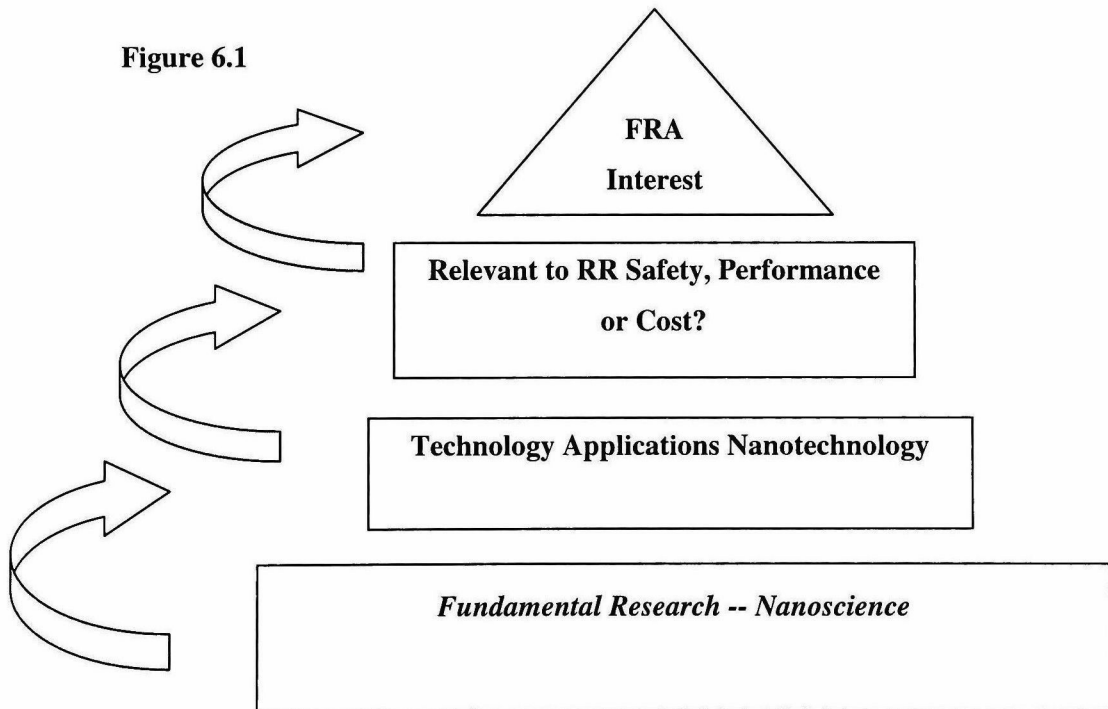 Figure 6.1
FRA
Interest
Relevant to RR Safety, Performance
or Cost?
Technology Applications Nanotechnology
Fundamental Research -- Nanoscience